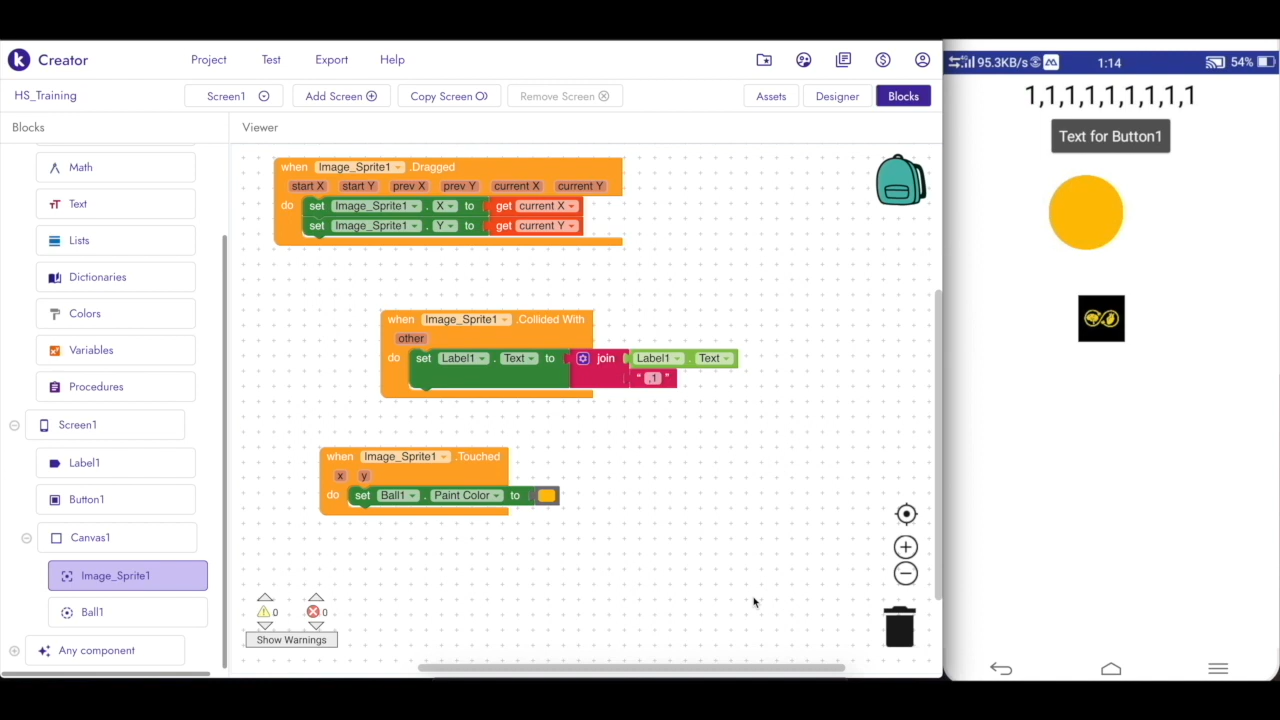 Creator
Project
Test
Export
Help
HS_Training
Screen1
Add Screen
Copy Screen
Remove Screen
Assets
Designer
Blocks
Blocks
Viewer
Math
Text
Lists
Dictionaries
Colors
Variables
Procedures
Screen1
Label1
Button1
Canvas1
Image_Sprite1
Ball1
Any component
when Image_Sprite1 .Dragged
start X start Y prev X prev Y current X current Y
do set Image_Sprite1 . X to get current X
set Image_Sprite1 . Y to get current Y
when Image_Sprite1 .Collided With
other
do set Label1 . Text to join Label1 . Text
“ ,1 ”
when Image_Sprite1 .Touched
x y
do set Ball1 . Paint Color to
0 0
Show Warnings
95.3KB/s 1:14 54%
1,1,1,1,1,1,1,1,1
Text for Button1